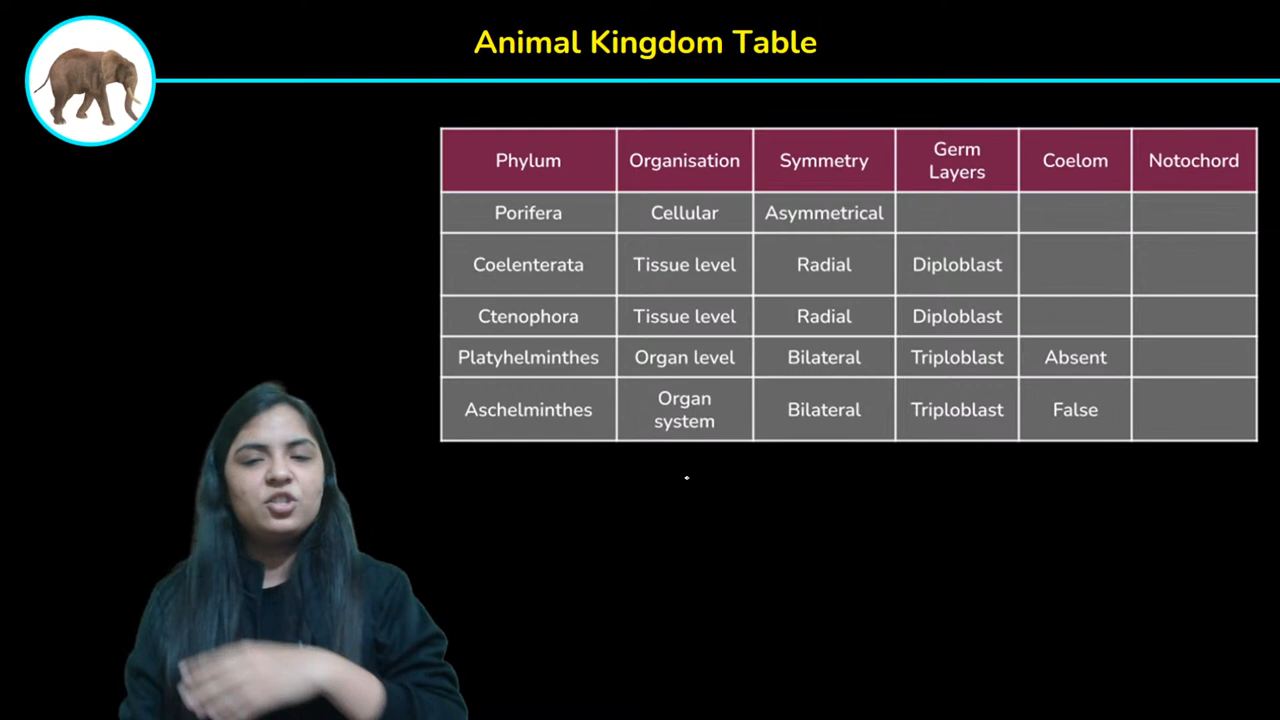 Animal Kingdom Table
Phylum Organisation Symmetry Germ Layers Coelom Notochord
Porifera Cellular Asymmetrical
Coelenterata Tissue level Radial Diploblast
Ctenophora Tissue level Radial Diploblast
Platyhelminthes Organ level Bilateral Triploblast Absent
Aschelminthes Organ system Bilateral Triploblast False